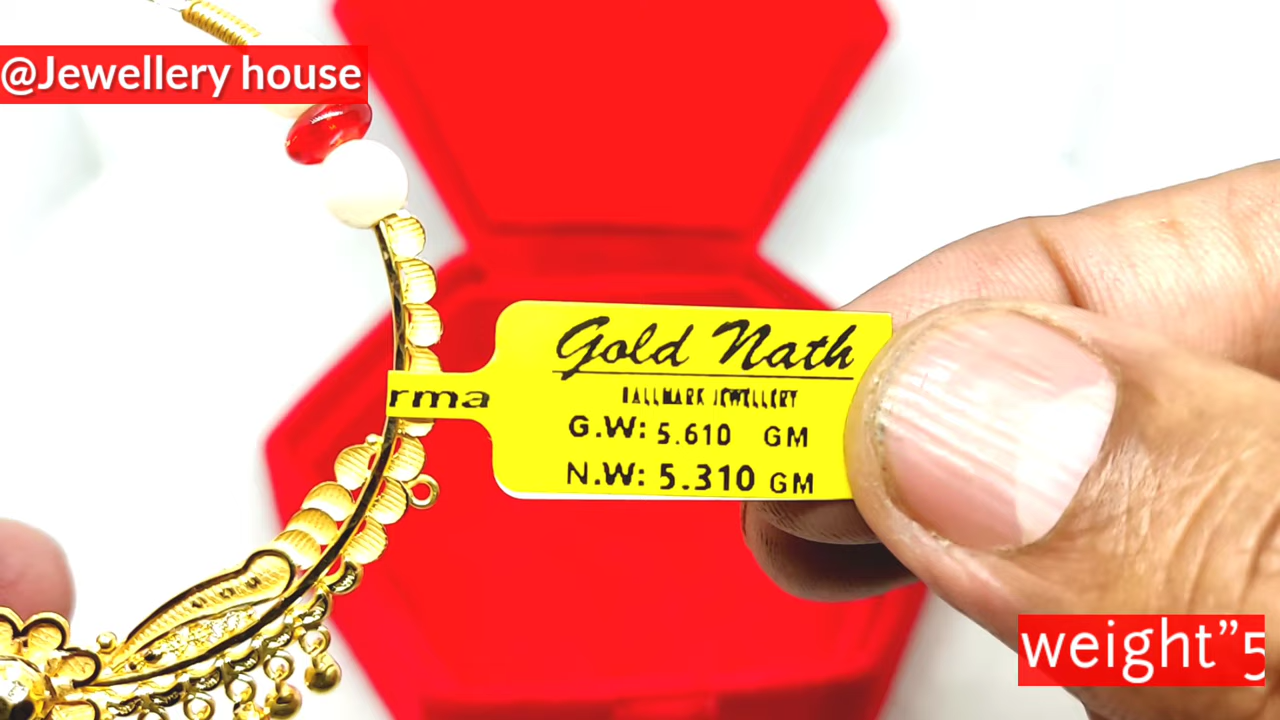 @Jewellery house
Gold Nath
HALLMARK JEWELLERY
rma
G.W: 5.610 GM
N.W: 5.310 GM
weight”5